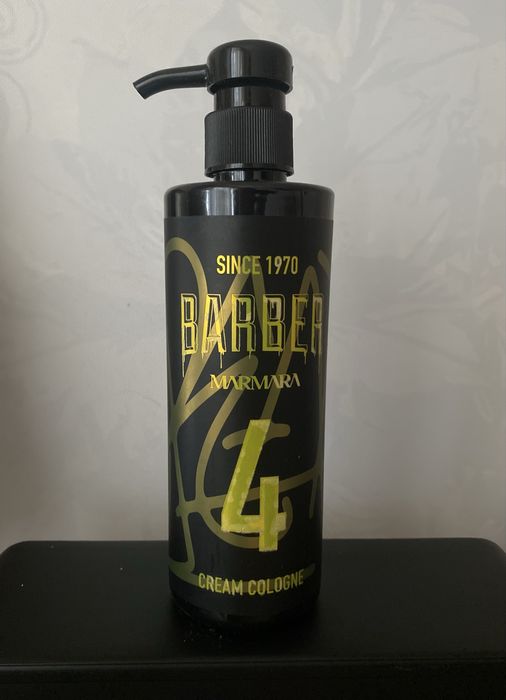 SINCE 1970
BARBER
MARMARA
4
CREAM COLOGNE